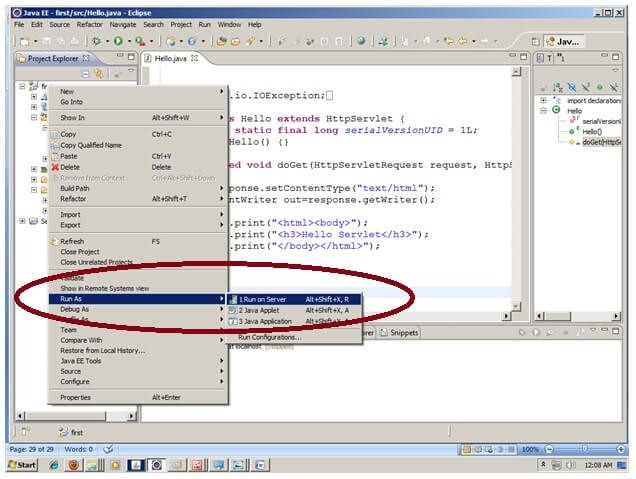 Java EE - first/src/Hello.java - Eclipse
File Edit Source Refactor Navigate Search Project Run Window Help
Jav...
Project Explorer
Hello.java
New
Go Into
Show In Alt+Shift+W
Copy Ctrl+C
Copy Qualified Name
Paste Ctrl+V
Delete Delete
Remove from Context Ctrl+Alt+Shift+Down
Build Path
Refactor Alt+Shift+T
Import
Export
Refresh F5
Close Project
Close Unrelated Projects
Validate
Show in Remote Systems view
Run As
Debug As
Team
Compare With
Restore from Local History...
Java EE Tools
Source
Configure
Properties Alt+Enter
1 Run on Server Alt+Shift+X, R
2 Java Applet Alt+Shift+X, A
3 Java Application Alt+Shift+X,
Run Configurations...
.io.IOException;
s Hello extends HttpServlet {
static final long serialVersionUID = 1L;
Hello() {}
ed void doGet(HttpServletRequest request, HttpS
sponse.setContentType("text/html");
ntWriter out=response.getWriter();
.print("<html><body>");
.print("<h3>Hello Servlet</h3>");
.print("</body></html>");
import declarations
Hello
serialVersionU
Hello()
doGet(HttpSer
orer
Snippets
at localhost [Stopped]
first
Page: 29 of 29 Words: 0
100%
Start
12:08 AM